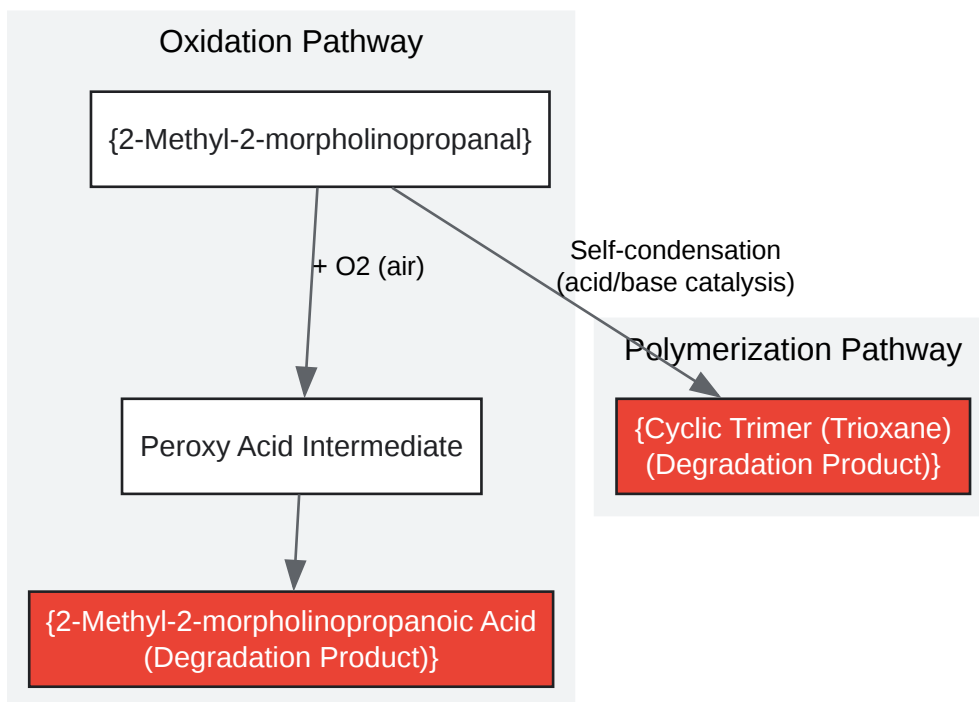 Oxidation Pathway
{2-Methyl-2-morpholinopropanal}
+ O2 (air)
Self-condensation
(acid/base catalysis)
Polymerization Pathway
Peroxy Acid Intermediate
{Cyclic Trimer (Trioxane)
(Degradation Product)}
{2-Methyl-2-morpholinopropanoic Acid
(Degradation Product)}